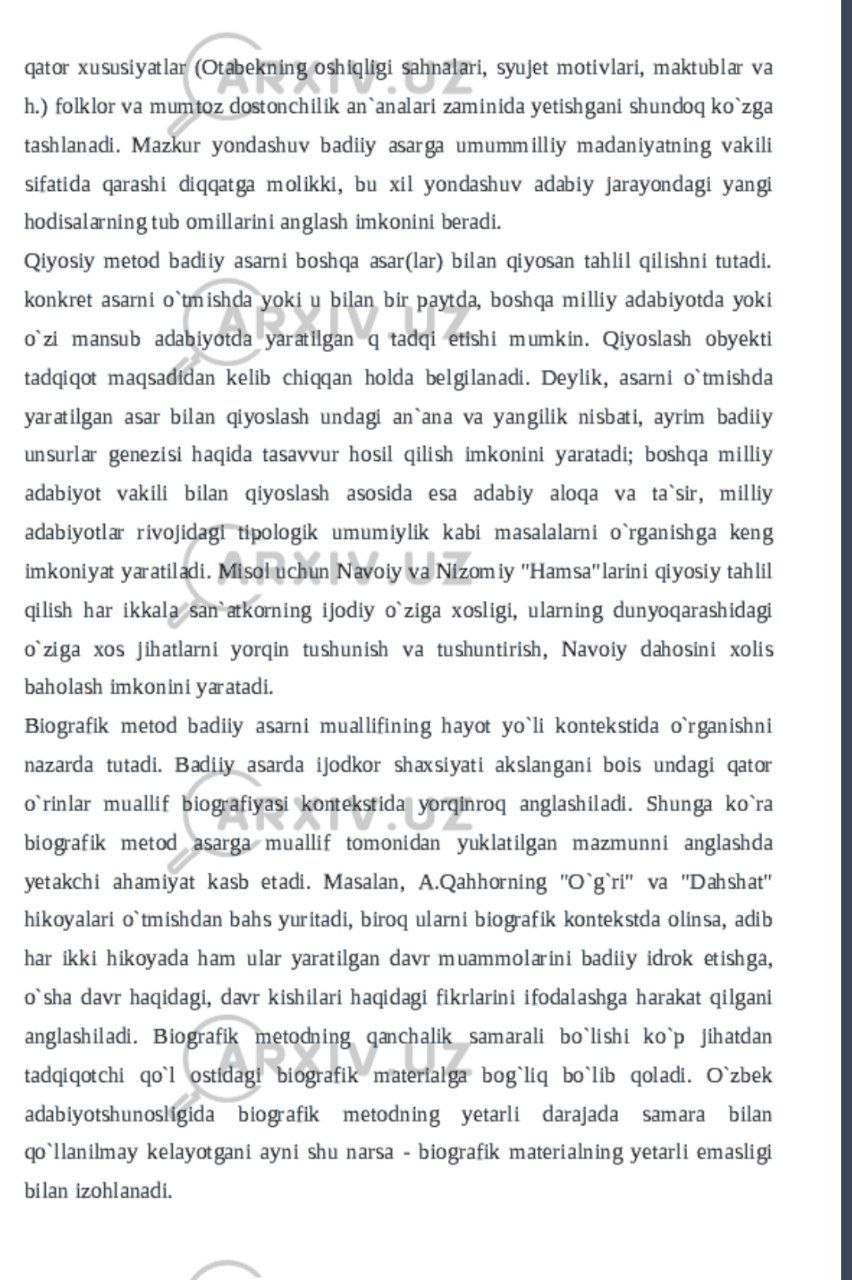 qator xususiyatlar (Otabekning oshiqligi sahnalari, syujet motivlari, maktublar va
h.) folklor va mumtoz dostonchilik an`analari zaminida yetishgani shundoq ko`zga
tashlanadi. Mazkur yondashuv badiiy asarga umummilliy madaniyatning vakili
sifatida qarashi diqqatga molikki, bu xil yondashuv adabiy jarayondagi yangi
hodisalarning tub omillarini anglash imkonini beradi.
Qiyosiy metod badiiy asarni boshqa asar(lar) bilan qiyosan tahlil qilishni tutadi.
konkret asarni o`tmishda yoki u bilan bir paytda, boshqa milliy adabiyotda yoki
o`zi mansub adabiyotda yaratilgan q tadqi etishi mumkin. Qiyoslash obyekti
tadqiqot maqsadidan kelib chiqqan holda belgilanadi. Deylik, asarni o`tmishda
yaratilgan asar bilan qiyoslash undagi an`ana va yangilik nisbati, ayrim badiiy
unsurlar genezisi haqida tasavvur hosil qilish imkonini yaratadi; boshqa milliy
adabiyot vakili bilan qiyoslash asosida esa adabiy aloqa va ta`sir, milliy
adabiyotlar rivojidagi tipologik umumiylik kabi masalalarni o`rganishga keng
imkoniyat yaratiladi. Misol uchun Navoiy va Nizomiy "Hamsa"larini qiyosiy tahlil
qilish har ikkala san`atkorning ijodiy o`ziga xosligi, ularning dunyoqarashidagi
o`ziga xos jihatlarni yorqin tushunish va tushuntirish, Navoiy dahosini xolis
baholash imkonini yaratadi.
Biografik metod badiiy asarni muallifining hayot yo`li kontekstida o`rganishni
nazarda tutadi. Badiiy asarda ijodkor shaxsiyati akslangani bois undagi qator
o`rinlar muallif biografiyasi kontekstida yorqinroq anglashiladi. Shunga ko`ra
biografik metod asarga muallif tomonidan yuklatilgan mazmunni anglashda
yetakchi ahamiyat kasb etadi. Masalan, A.Qahhorning "O`g`ri" va "Dahshat"
hikoyalari o`tmishdan bahs yuritadi, biroq ularni biografik kontekstda olinsa, adib
har ikki hikoyada ham ular yaratilgan davr muammolarini badiiy idrok etishga,
o`sha davr haqidagi, davr kishilari haqidagi fikrlarini ifodalashga harakat qilgani
anglashiladi. Biografik metodning qanchalik samarali bo`lishi ko`p jihatdan
tadqiqotchi qo`l ostidagi biografik materialga bog`liq bo`lib qoladi. O`zbek
adabiyotshunosligida biografik metodning yetarli darajada samara bilan
qo`llanilmay kelayotgani ayni shu narsa - biografik materialning yetarli emasligi
bilan izohlanadi.
ARXIV.UZ
ARXIV.UZ
ARXIV.UZ
ARXIV.UZ
ARXIV.UZ